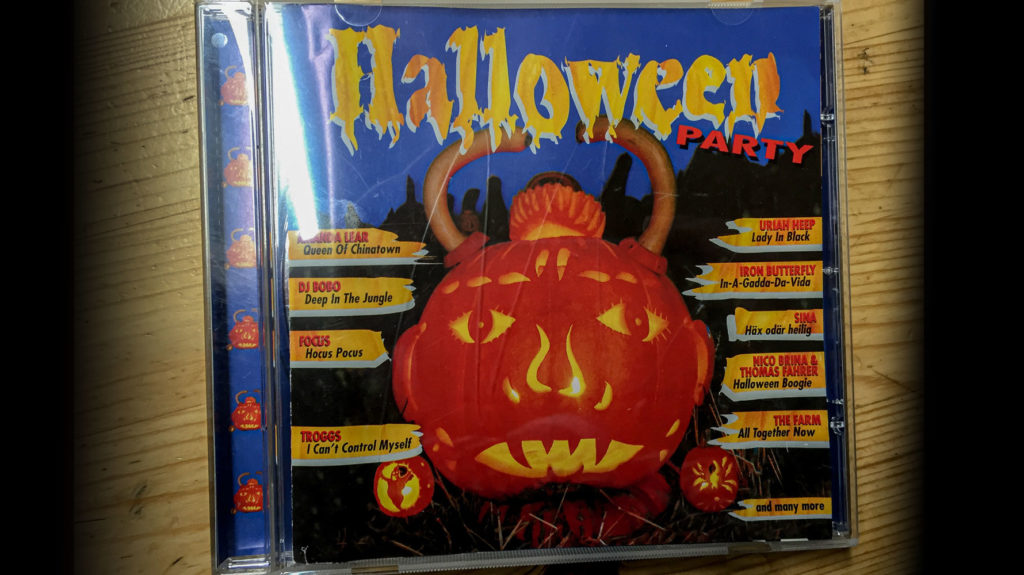 Halloween
PARTY
AMANDA LEAR
Queen Of Chinatown
DJ BOBO
Deep In The Jungle
FOCUS
Hocus Pocus
TROGGS
I Can't Control Myself
URIAH HEEP
Lady In Black
IRON BUTTERFLY
In-A-Gadda-Da-Vida
SINA
Häx odär heilig
NICO BRINA &
THOMAS FAHRER
Halloween Boogie
THE FARM
All Together Now
and many more